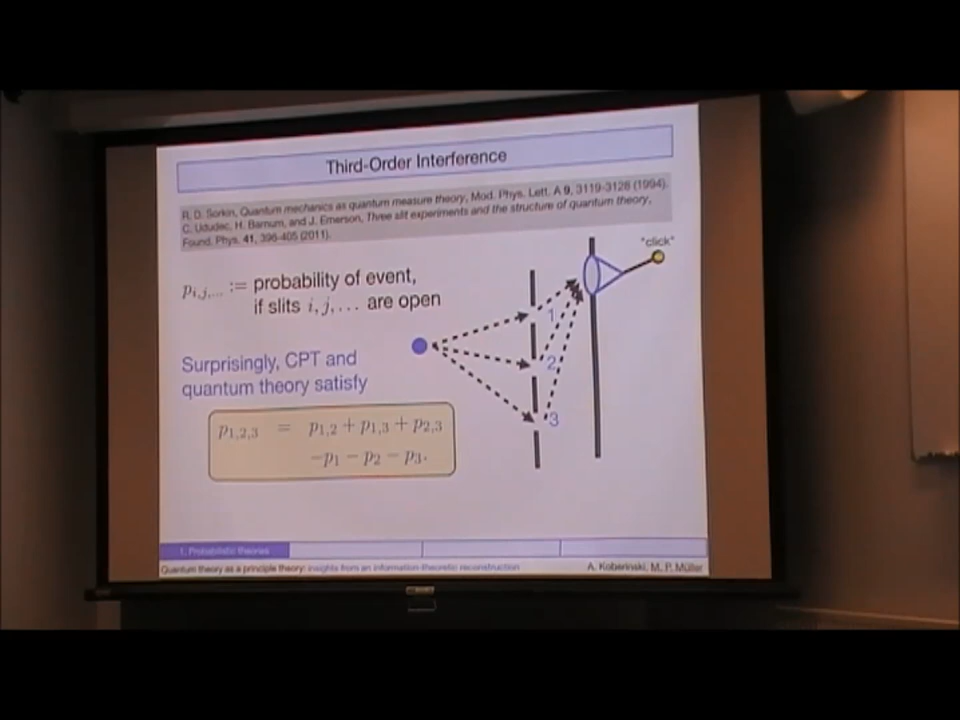 Third-Order Interference
R. D. Sorkin, Quantum mechanics as quantum measure theory, Mod. Phys. Lett. A 9, 3119-3128 (1994).
C. Ududec, H. Barnum, and J. Emerson, Three slit experiments and the structure of quantum theory,
Found. Phys. 41, 396-405 (2011).
"click"
p_{i,j,...} := probability of event,
if slits i, j, ... are open
1
2
3
Surprisingly, CPT and
quantum theory satisfy
p_{1,2,3} = p_{1,2} + p_{1,3} + p_{2,3}
-p_1 - p_2 - p_3.
1. Probabilistic theories
Quantum theory as a principle theory: insights from an information-theoretic reconstruction A. Koberinski, M. P. Müller